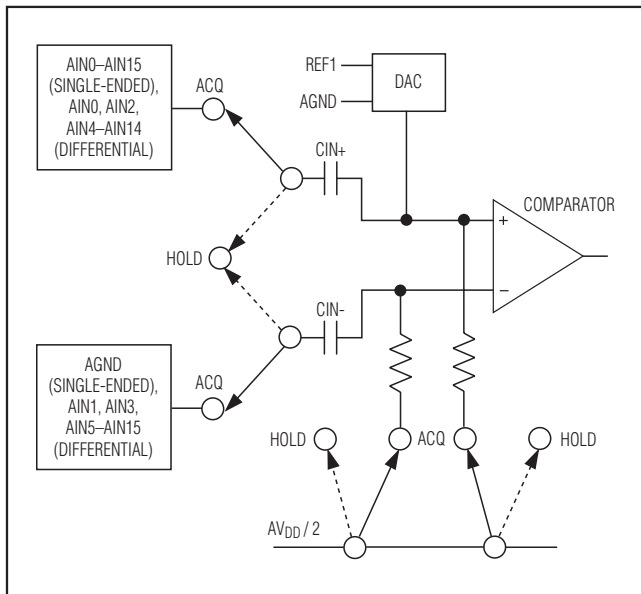 AIN0–AIN15
(SINGLE-ENDED),
AIN0, AIN2,
AIN4–AIN14
(DIFFERENTIAL)
ACQ
REF1
AGND
DAC
CIN+
COMPARATOR
+
−
HOLD
CIN-
AGND
(SINGLE-ENDED),
AIN1, AIN3,
AIN5–AIN15
(DIFFERENTIAL)
ACQ
HOLD
ACQ
HOLD
AVDD / 2